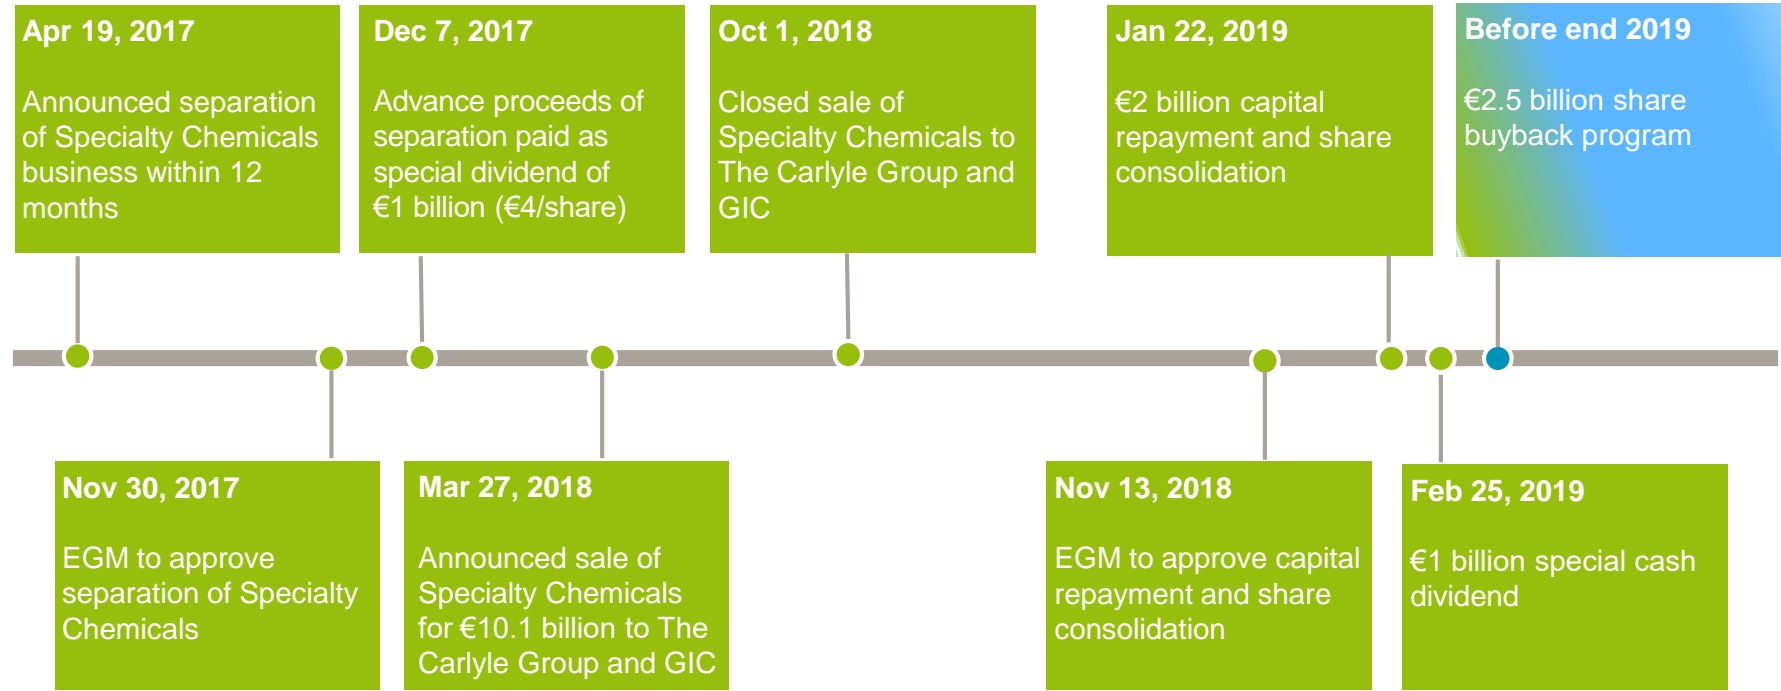 Apr 19, 2017
Announced separation
of Specialty Chemicals
business within 12
months
Dec 7, 2017
Advance proceeds of
separation paid as
special dividend of
€1 billion (€4/share)
Oct 1, 2018
Closed sale of
Specialty Chemicals to
The Carlyle Group and
GIC
Jan 22, 2019
€2 billion capital
repayment and share
consolidation
Before end 2019
€2.5 billion share
buyback program
Nov 30, 2017
EGM to approve
separation of Specialty
Chemicals
Mar 27, 2018
Announced sale of
Specialty Chemicals
for €10.1 billion to The
Carlyle Group and GIC
Nov 13, 2018
EGM to approve capital
repayment and share
consolidation
Feb 25, 2019
€1 billion special cash
dividend